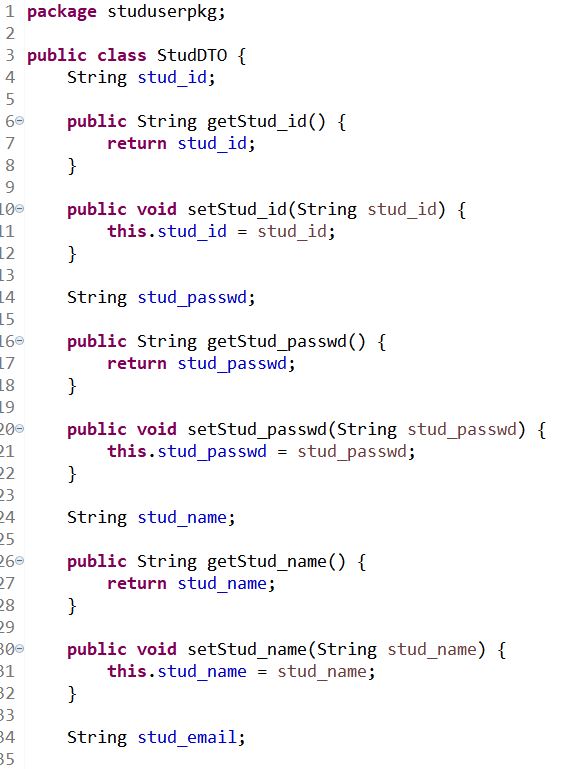 1 package studuserpkg;
2
3 public class StudDTO {
4     String stud_id;
5
6     public String getStud_id() {
7         return stud_id;
8     }
9
10     public void setStud_id(String stud_id) {
11         this.stud_id = stud_id;
12     }
13
14     String stud_passwd;
15
16     public String getStud_passwd() {
17         return stud_passwd;
18     }
19
20     public void setStud_passwd(String stud_passwd) {
21         this.stud_passwd = stud_passwd;
22     }
23
24     String stud_name;
25
26     public String getStud_name() {
27         return stud_name;
28     }
29
30     public void setStud_name(String stud_name) {
31         this.stud_name = stud_name;
32     }
33
34     String stud_email;
35